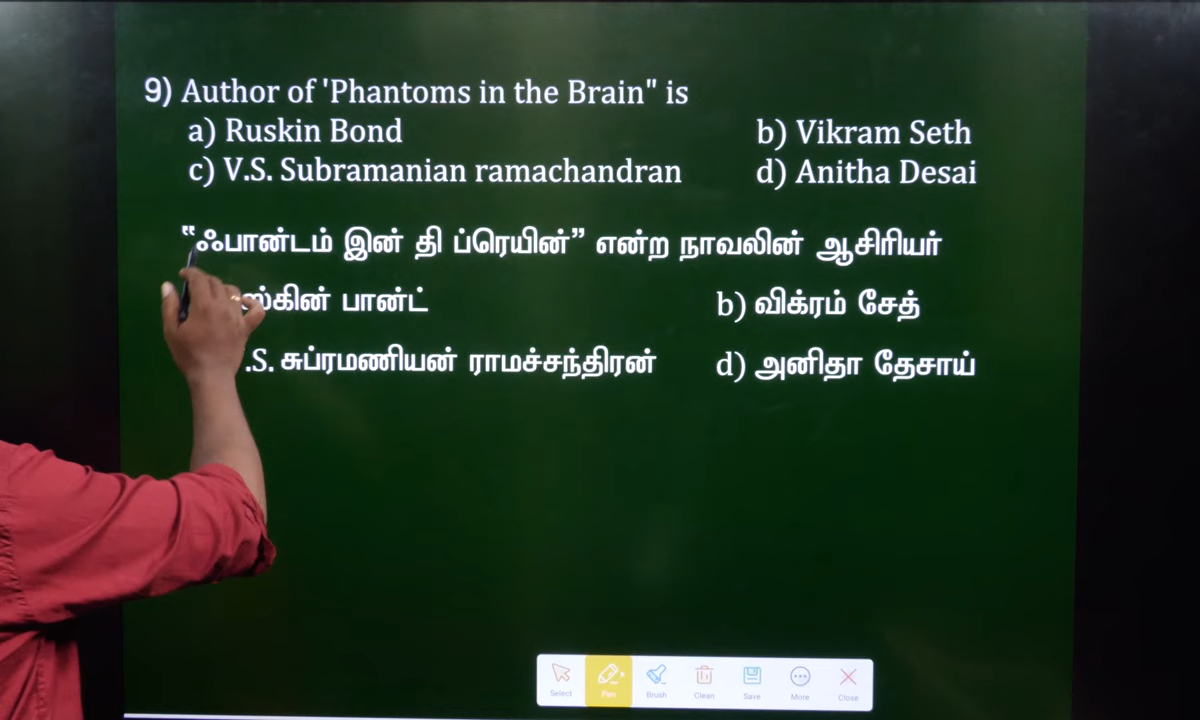 9) Author of 'Phantoms in the Brain" is
a) Ruskin Bond b) Vikram Seth
c) V.S. Subramanian ramachandran d) Anitha Desai
“ஃபான்டம் இன் தி ப்ரெயின்” என்ற நாவலின் ஆசிரியர்
பான்ட் b) விக்ரம் சேத்
.S. சுப்ரமணியன் ராமச்சந்திரன் d) அனிதா தேசாய்
Select Pen Brush Clean Save More Close